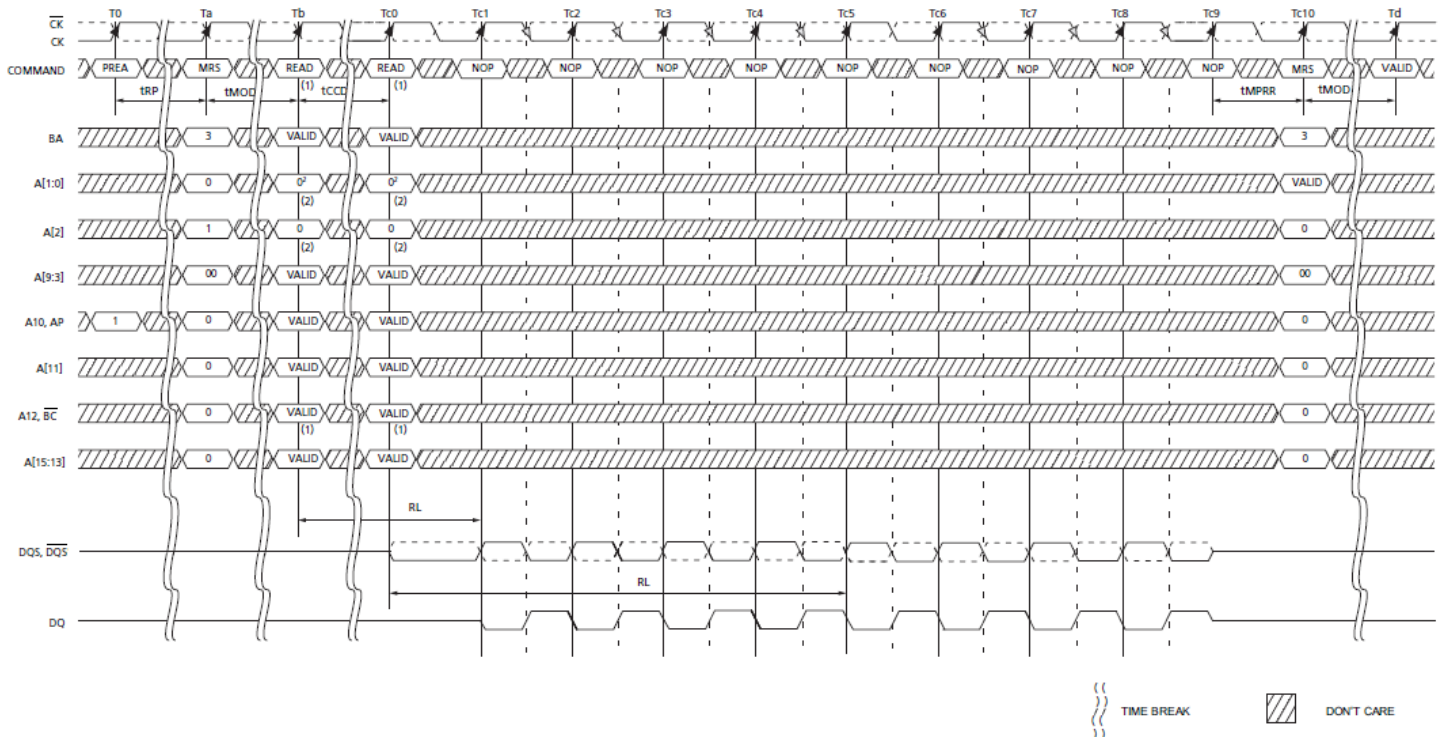 T0 Ta Tb Tc0 Tc1 Tc2 Tc3 Tc4 Tc5 Tc6 Tc7 Tc8 Tc9 Tc10 Td
CK
CK
COMMAND PREA MRS READ READ NOP NOP NOP NOP NOP NOP NOP NOP NOP MRS VALID
(1) (1)
tRP tMOD tCCD tMPRR tMOD
BA 3 VALID VALID 3
A[1:0] 0² 0² VALID
0
(2) (2)
A[2] 1 0 0 0
(2) (2)
A[9:3] 00 VALID VALID 00
A10, AP 1 0 VALID VALID 0
A[11] 0 VALID VALID 0
A12, BC 0 VALID VALID 0
(1) (1)
A[15:13] 0 VALID VALID 0
RL
DQS, DQS
RL
DQ
TIME BREAK DON'T CARE